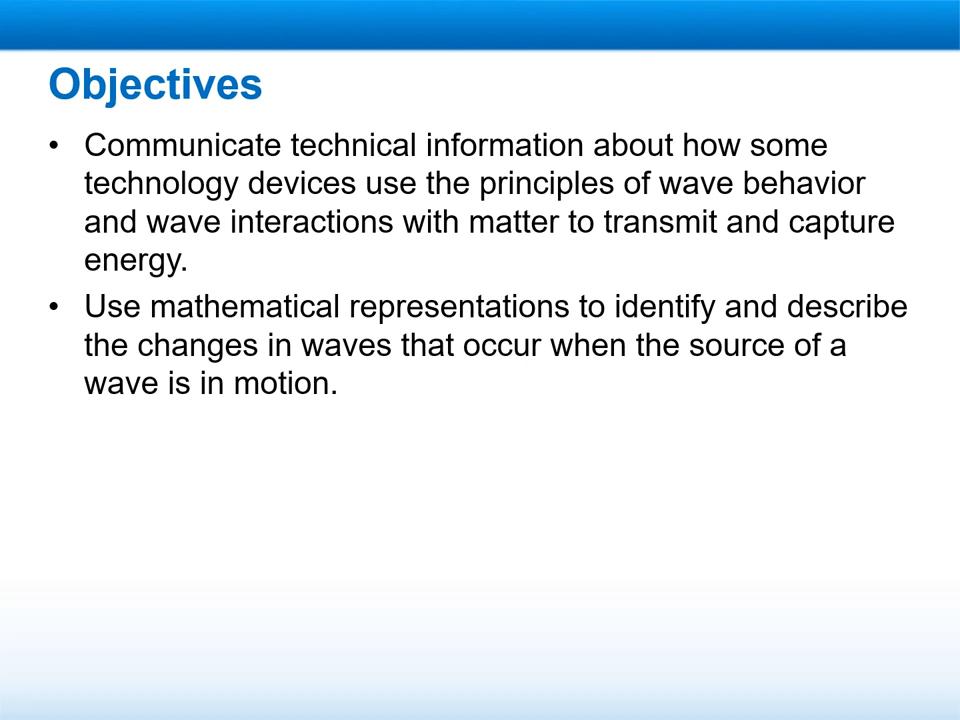 Objectives
• Communicate technical information about how some
technology devices use the principles of wave behavior
and wave interactions with matter to transmit and capture
energy.
• Use mathematical representations to identify and describe
the changes in waves that occur when the source of a
wave is in motion.